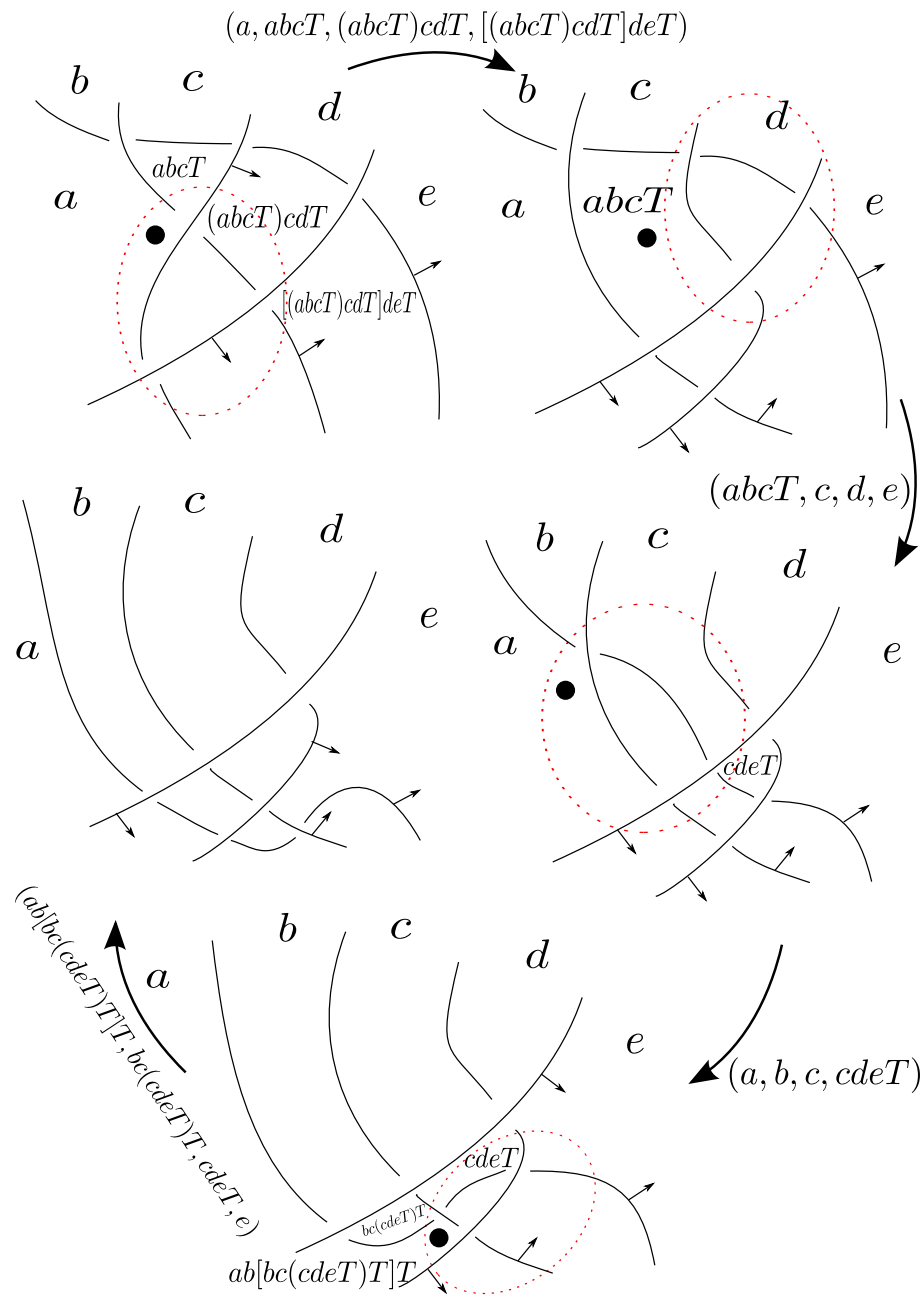 (a, abcT, (abcT)cdT, [(abcT)cdT]deT)
b
c
d
abcT
a
(abcT)cdT
e
[(abcT)cdT]deT
b
c
d
a
abcT
e
(abcT, c, d, e)
b
c
d
a
e
b
c
d
a
e
cdeT
(a, b, c, cdeT)
(ab[bc(cdeT)T]T, bc(cdeT)T, cdeT, e)
a
b
c
d
e
cdeT
bc(cdeT)T
ab[bc(cdeT)T]T